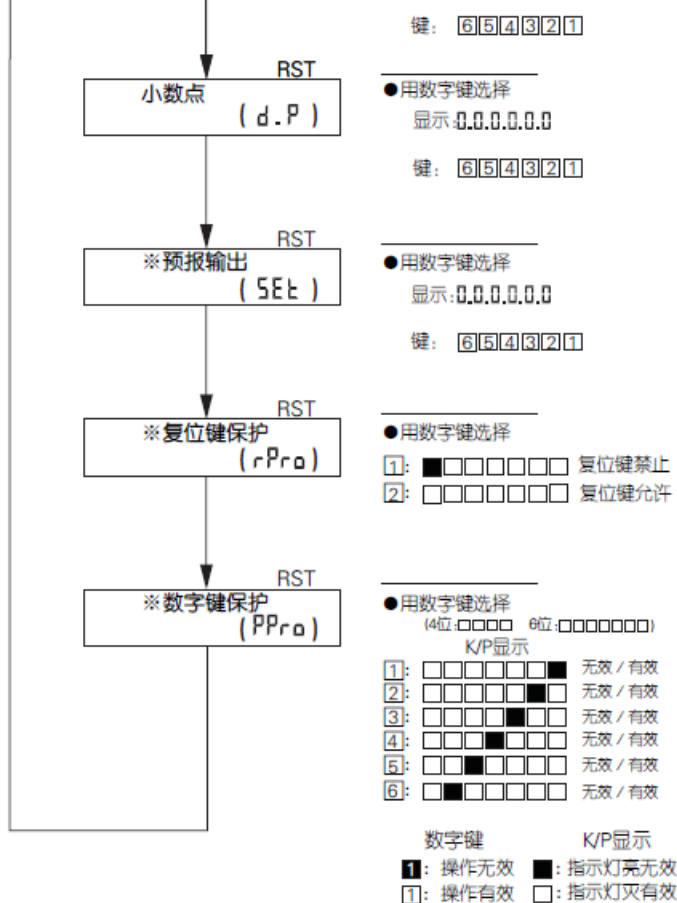 键: 6 5 4 3 2 1
RST
小数点
( d.P )
●用数字键选择
显示:0.0.0.0.0.0
键: 6 5 4 3 2 1
RST
※预报输出
( SEt )
●用数字键选择
显示:0.0.0.0.0.0
键: 6 5 4 3 2 1
RST
※复位键保护
( rPro )
●用数字键选择
1: ■□□□□□□ 复位键禁止
2: □□□□□□□ 复位键允许
RST
※数字键保护
( PPro )
●用数字键选择
(4位:□□□□ 6位:□□□□□□□)
K/P显示
1: □□□□□□■ 无效 / 有效
2: □□□□□■□ 无效 / 有效
3: □□□□■□□ 无效 / 有效
4: □□□■□□□ 无效 / 有效
5: □□■□□□□ 无效 / 有效
6: □■□□□□□ 无效 / 有效
数字键 K/P显示
1: 操作无效 ■: 指示灯亮无效
1: 操作有效 □: 指示灯灭有效